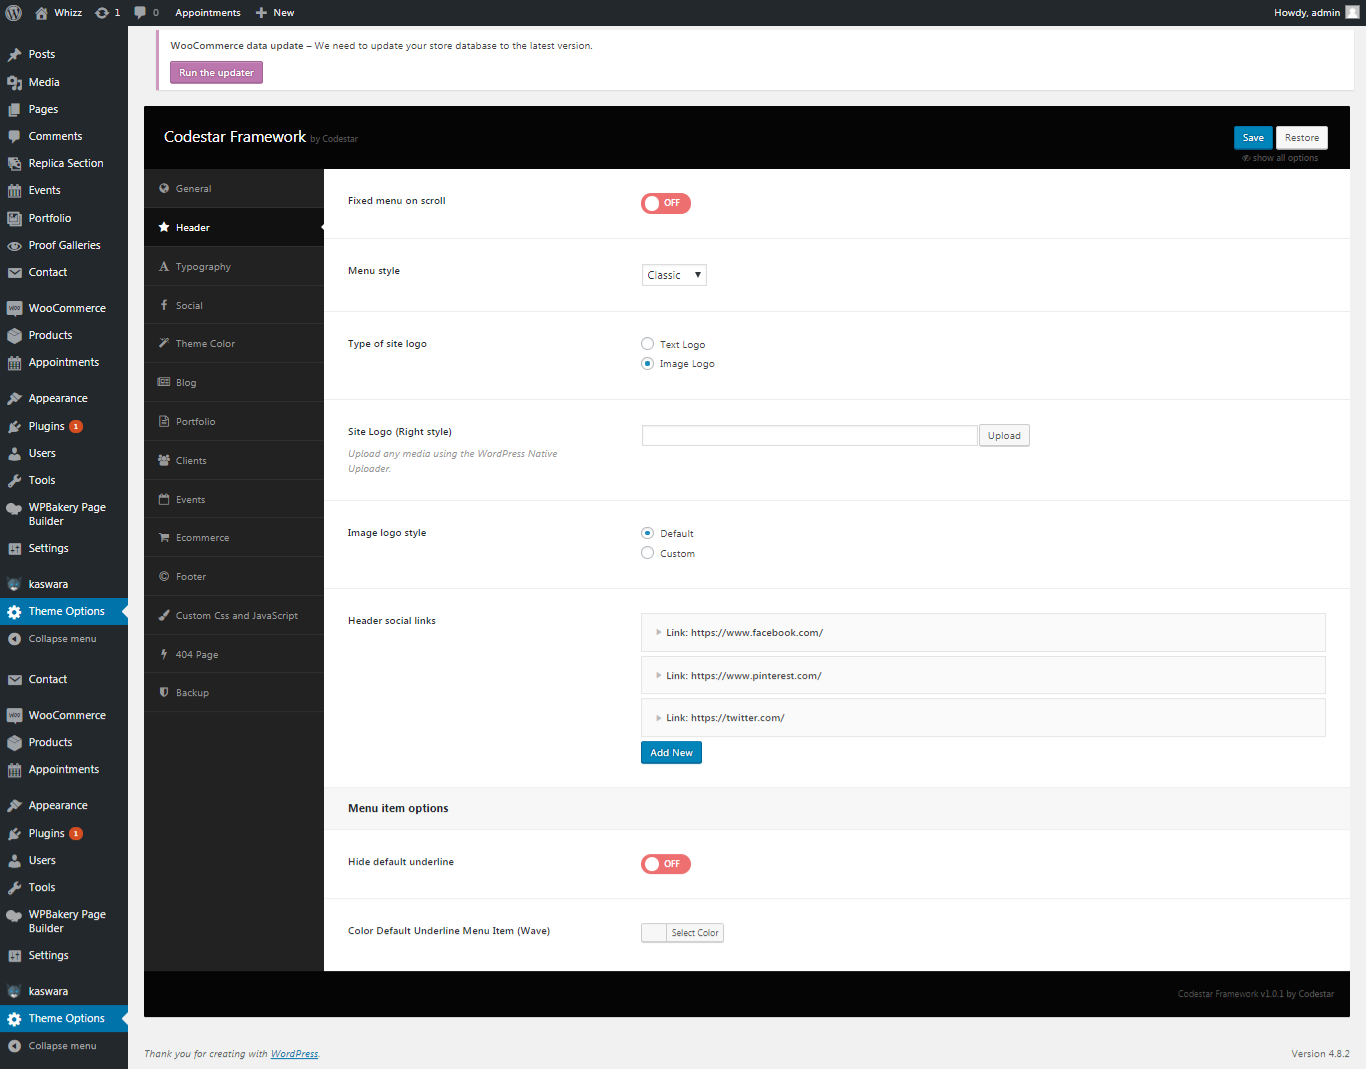 Whizz 1 0 Appointments New Howdy, admin
Posts
Media
Pages
Comments
Replica Section
Events
Portfolio
Proof Galleries
Contact
WooCommerce
Products
Appointments
Appearance
Plugins 1
Users
Tools
WPBakery Page
Builder
Settings
kaswara
Theme Options
Collapse menu
Contact
WooCommerce
Products
Appointments
Appearance
Plugins 1
Users
Tools
WPBakery Page
Builder
Settings
kaswara
Theme Options
Collapse menu
WooCommerce data update – We need to update your store database to the latest version.
Run the updater
Codestar Framework by Codestar
Save Restore
show all options
General
Header
Typography
Social
Theme Color
Blog
Portfolio
Clients
Events
Ecommerce
Footer
Custom Css and JavaScript
404 Page
Backup
Fixed menu on scroll OFF
Menu style Classic
Type of site logo Text Logo
Image Logo
Site Logo (Right style) Upload
Upload any media using the WordPress Native
Uploader.
Image logo style Default
Custom
Header social links
Link: https://www.facebook.com/
Link: https://www.pinterest.com/
Link: https://twitter.com/
Add New
Menu item options
Hide default underline OFF
Color Default Underline Menu Item (Wave) Select Color
Codestar Framework v1.0.1 by Codestar
Thank you for creating with WordPress. Version 4.8.2